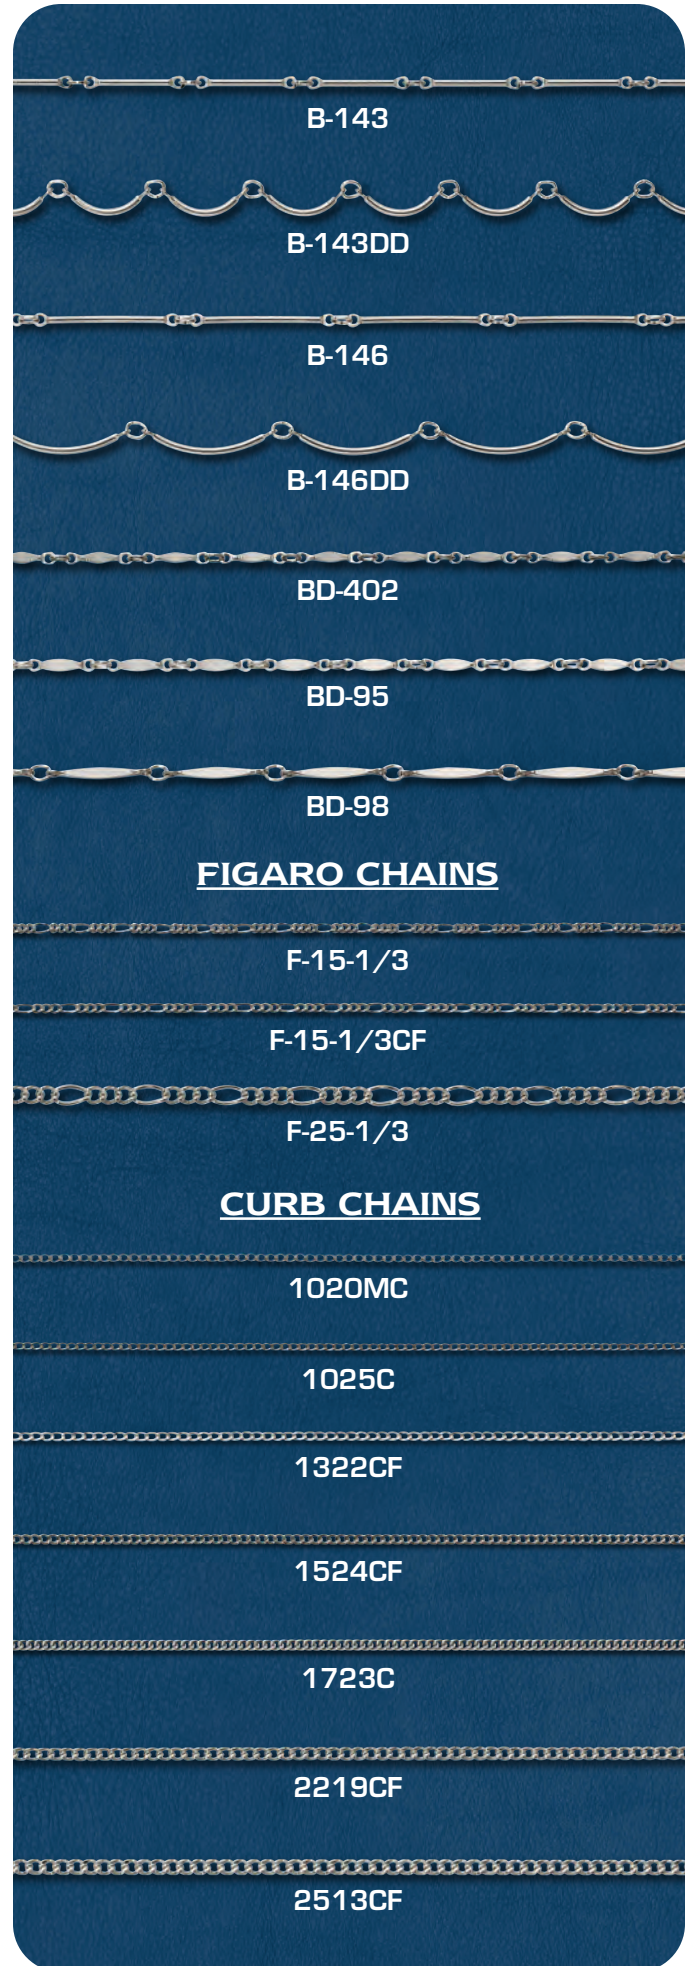 B-143
B-143DD
B-146
B-146DD
BD-402
BD-95
BD-98
FIGARO CHAINS
F-15-1/3
F-15-1/3CF
F-25-1/3
CURB CHAINS
1020MC
1025C
1322CF
1524CF
1723C
2219CF
2513CF